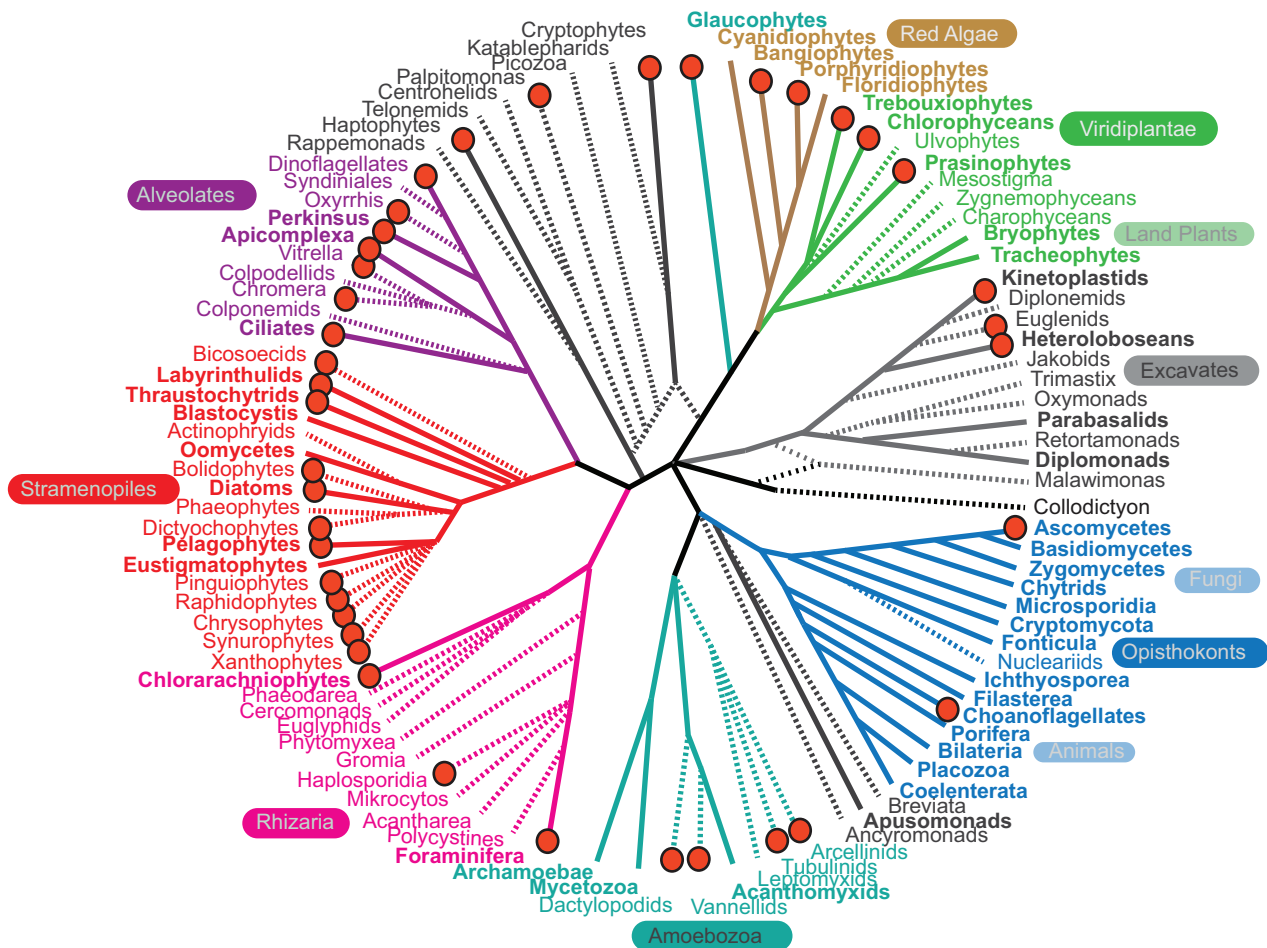 Glaucophytes
Cyanidiophytes
Red Algae
Bangiophytes
Porphyridiophytes
Floridiophytes
Trebouxiophytes
Chlorophyceans
Viridiplantae
Ulvophytes
Prasinophytes
Mesostigma
Zygnemophyceans
Charophyceans
Bryophytes
Land Plants
Tracheophytes
Kinetoplastids
Diplonemids
Euglenids
Heteroloboseans
Jakobids
Excavates
Trimastix
Oxymonads
Parabasalids
Retortamonads
Diplomonads
Malawimonas
Collodictyon
Ascomycetes
Basidiomycetes
Zygomycetes
Fungi
Chytrids
Microsporidia
Cryptomycota
Fonticula
Opisthokonts
Nucleariids
Ichthyosporea
Filasterea
Choanoflagellates
Porifera
Bilateria
Animals
Placozoa
Coelenterata
Breviata
Apusomonads
Ancyromonads
Arcellinids
Tubulinids
Leptomyxids
Acanthomyxids
Vannellids
Amoebozoa
Dactylopodids
Mycetozoa
Archamoebae
Foraminifera
Polycystines
Acantharea
Rhizaria
Mikrocytos
Haplosporidia
Gromia
Phytomyxea
Euglyphids
Cercomonads
Phaeodarea
Chlorarachniophytes
Xanthophytes
Synurophytes
Chrysophytes
Raphidophytes
Pinguiophytes
Eustigmatophytes
Pelagophytes
Dictyochophytes
Phaeophytes
Stramenopiles
Diatoms
Bolidophytes
Oomycetes
Actinophryids
Blastocystis
Thraustochytrids
Labyrinthulids
Bicosoecids
Ciliates
Colponemids
Chromera
Colpodellids
Vitrella
Apicomplexa
Perkinsus
Alveolates
Oxyrrhis
Syndiniales
Dinoflagellates
Rappemonads
Haptophytes
Telonemids
Centrohelids
Palpitomonas
Picozoa
Katablepharids
Cryptophytes